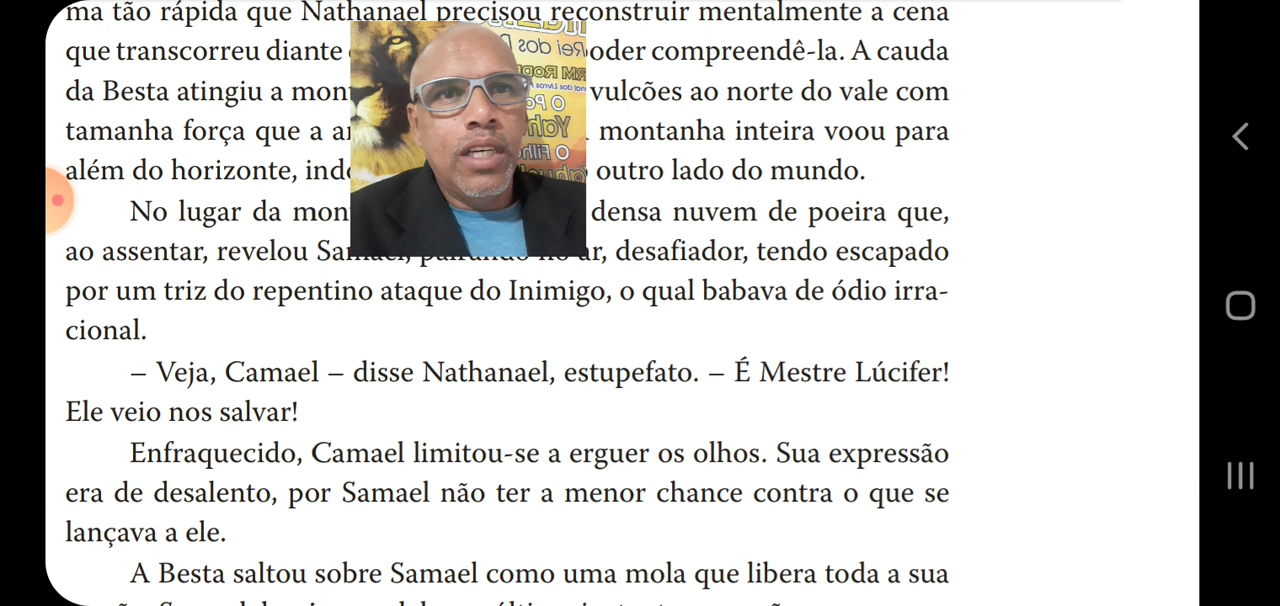 ma tão rápida que Nathanael precisou reconstruir mentalmente a cena
que transcorreu diante oder compreendê-la. A cauda
da Besta atingiu a mon vulcões ao norte do vale com
tamanha força que a montanha inteira voou para
além do horizonte, indo outro lado do mundo.
No lugar da mon densa nuvem de poeira que,
ao assentar, revelou Samael, pairando no ar, desafiador, tendo escapado
por um triz do repentino ataque do Inimigo, o qual babava de ódio irra-
cional.
– Veja, Camael – disse Nathanael, estupefato. – É Mestre Lúcifer!
Ele veio nos salvar!
Enfraquecido, Camael limitou-se a erguer os olhos. Sua expressão
era de desalento, por Samael não ter a menor chance contra o que se
lançava a ele.
A Besta saltou sobre Samael como uma mola que libera toda a sua